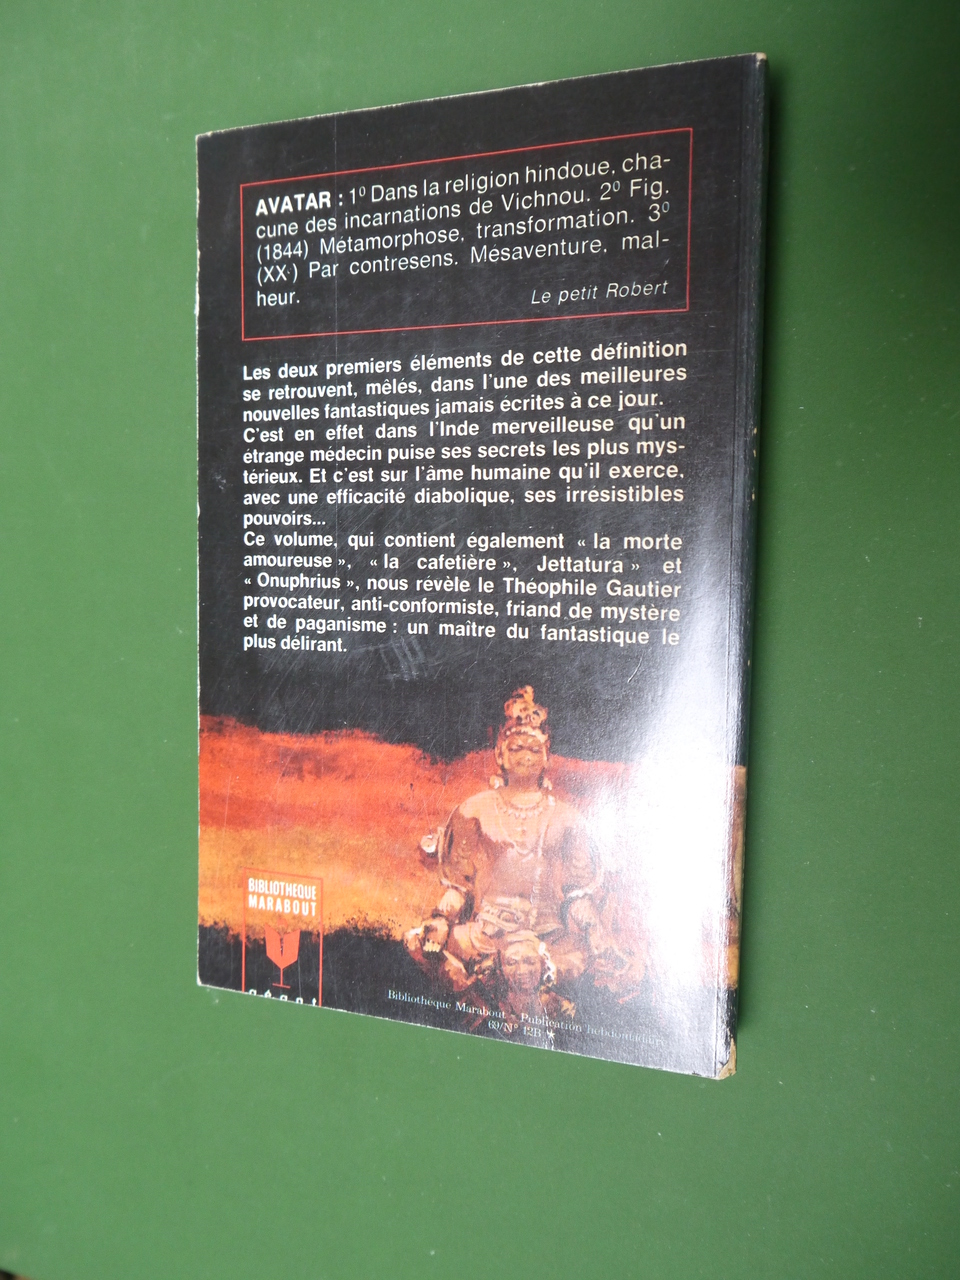 AVATAR : 1º Dans la religion hindoue, cha-
cune des incarnations de Vichnou. 2º Fig.
(1844) Métamorphose, transformation. 3º
(XX·) Par contresens. Mésaventure, mal-
heur.
Le petit Robert
Les deux premiers éléments de cette définition
se retrouvent, mêlés, dans l'une des meilleures
nouvelles fantastiques jamais écrites à ce jour.
C'est en effet dans l'Inde merveilleuse qu'un
étrange médecin puise ses secrets les plus mys-
térieux. Et c'est sur l'âme humaine qu'il exerce,
avec une efficacité diabolique, ses irrésistibles
pouvoirs...
Ce volume, qui contient également « la morte
amoureuse », « la cafetière », Jettatura » et
« Onuphrius », nous révèle le Théophile Gautier
provocateur, anti-conformiste, friand de mystère
et de paganisme : un maître du fantastique le
plus délirant.
BIBLIOTHEQUE
MARABOUT
géant
Bibliothèque Marabout - Publication hebdomadaire
69/Nº 12B ★